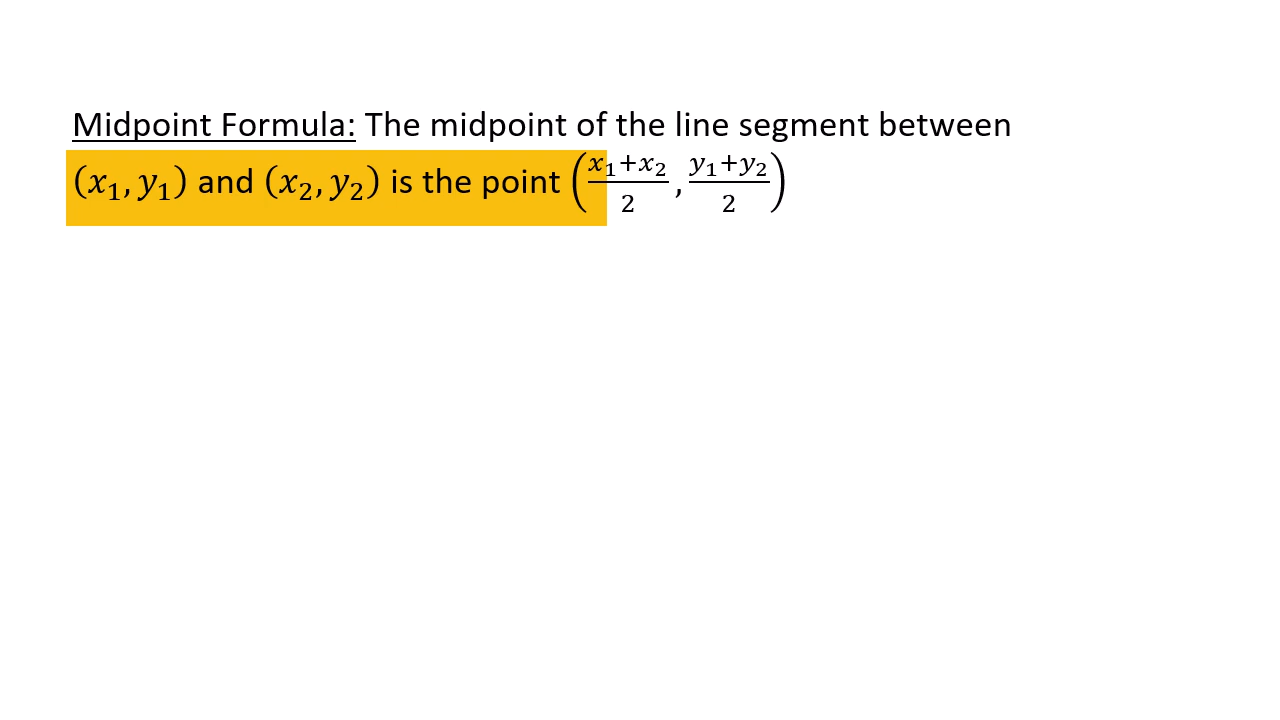 Midpoint Formula: The midpoint of the line segment between
(x₁, y₁) and (x₂, y₂) is the point ((x₁+x₂)/2, (y₁+y₂)/2)